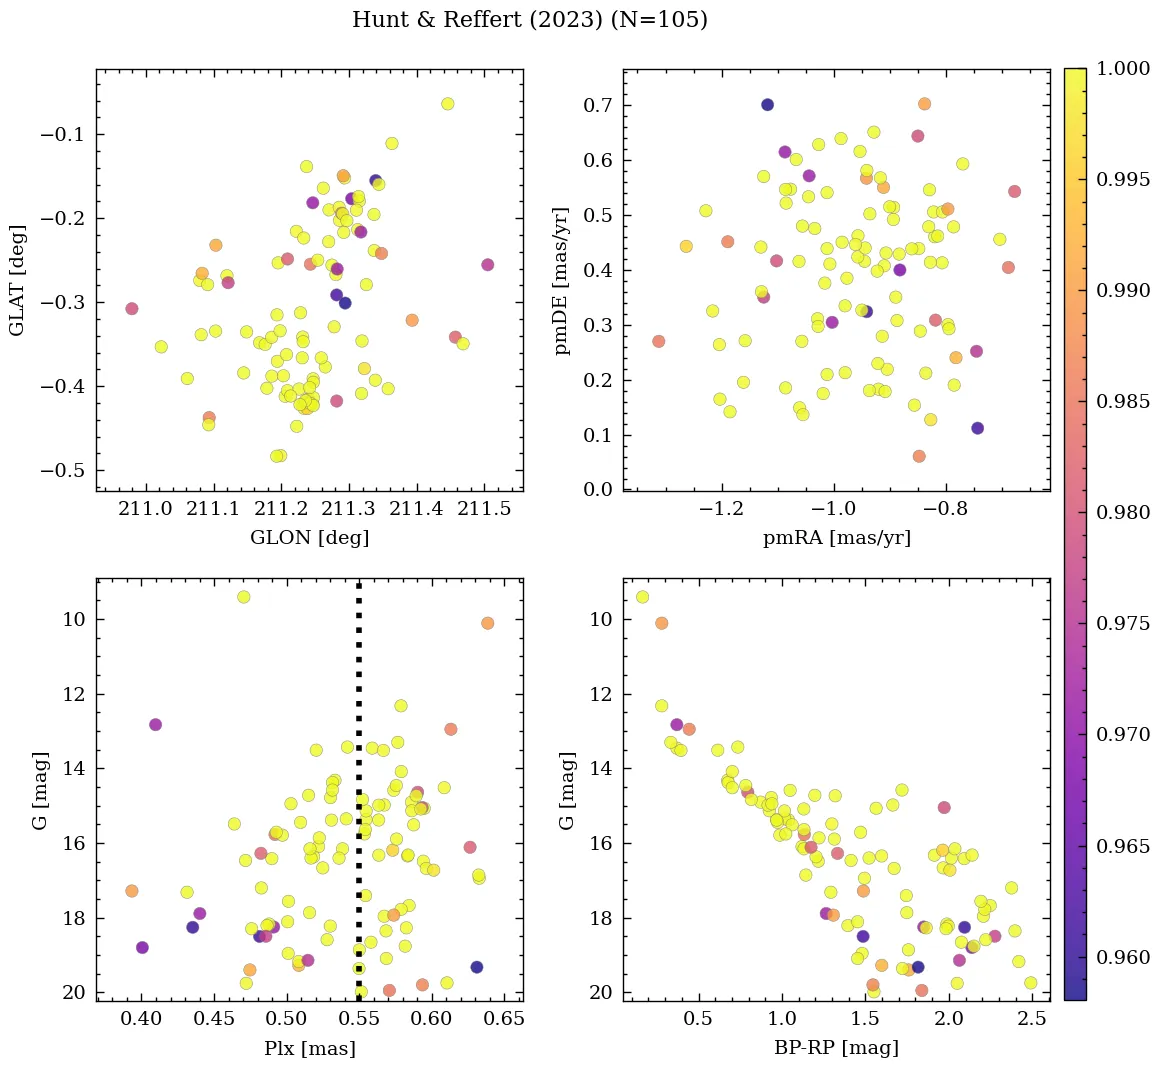 Hunt & Reffert (2023) (N=105)
−0.1
−0.2
−0.3
−0.4
−0.5
GLAT [deg]
211.0 211.1 211.2 211.3 211.4 211.5
GLON [deg]
0.7
0.6
0.5
0.4
0.3
0.2
0.1
0.0
pmDE [mas/yr]
−1.2 −1.0 −0.8
pmRA [mas/yr]
1.000
0.995
0.990
0.985
0.980
0.975
0.970
0.965
0.960
10
12
14
16
18
20
G [mag]
0.40 0.45 0.50 0.55 0.60 0.65
Plx [mas]
10
12
14
16
18
20
G [mag]
0.5 1.0 1.5 2.0 2.5
BP-RP [mag]